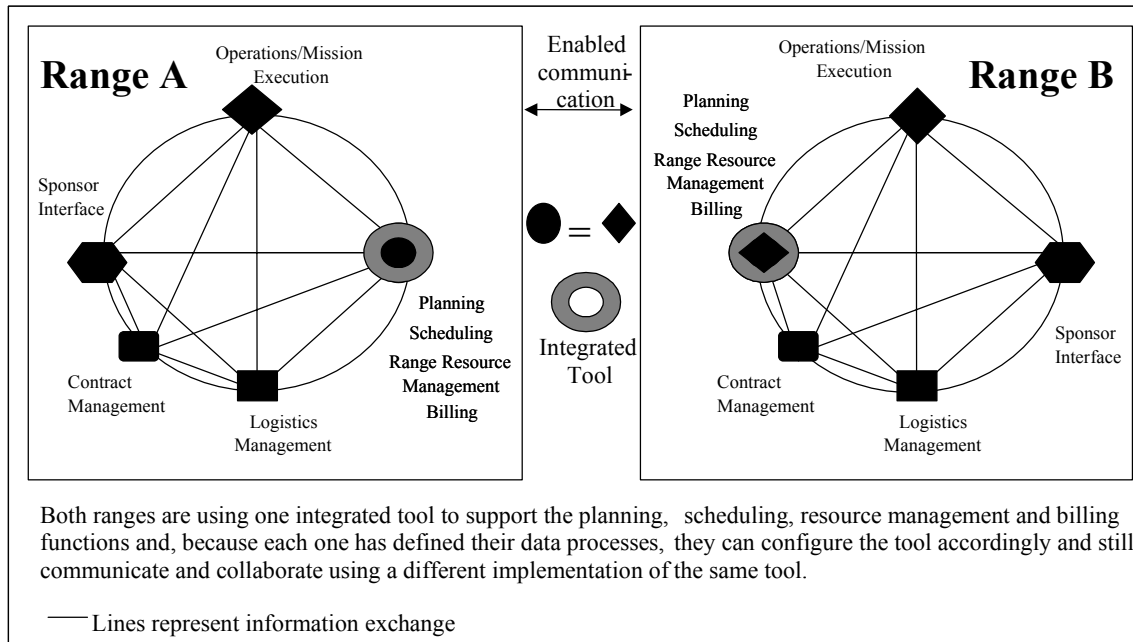 Range A
Operations/Mission
Execution
Sponsor
Interface
Planning
Scheduling
Range Resource
Management
Billing
Contract
Management
Logistics
Management
Enabled
communi-
cation
=
Integrated
Tool
Range B
Operations/Mission
Execution
Planning
Scheduling
Range Resource
Management
Billing
Sponsor
Interface
Contract
Management
Logistics
Management
Both ranges are using one integrated tool to support the planning, scheduling, resource management and billing
functions and, because each one has defined their data processes, they can configure the tool accordingly and still
communicate and collaborate using a different implementation of the same tool.
Lines represent information exchange